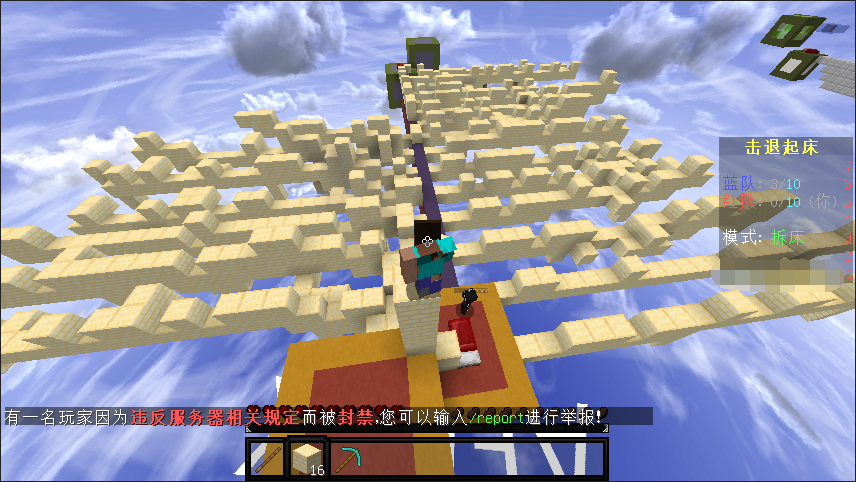 击退起床
蓝队: 3/10
红队: 0/10 (你)
模式: 拆床
有一名玩家因为违反服务器相关规定而被封禁,您可以输入/report进行举报!
16